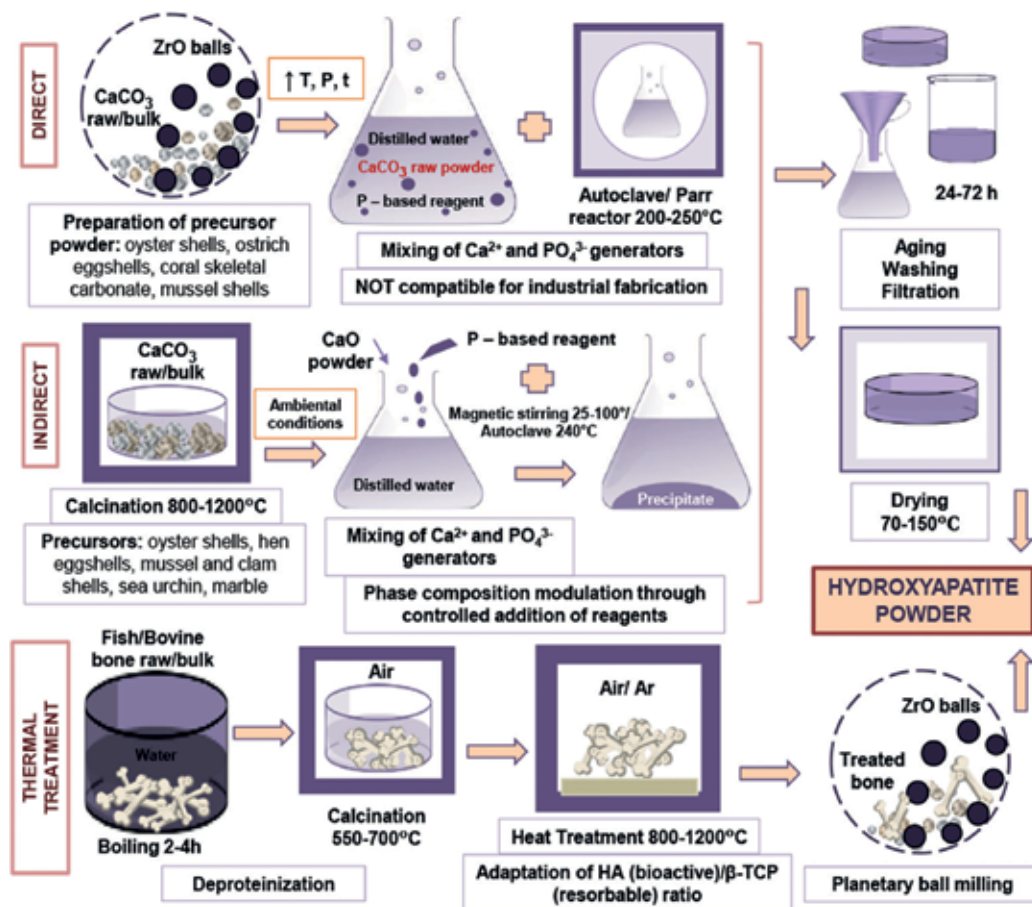 DIRECT
ZrO balls
CaCO₃
raw/bulk
Preparation of precursor
powder: oyster shells, ostrich
eggshells, coral skeletal
carbonate, mussel shells
↑ T, P, t
Distilled water
CaCO₃ raw powder
P – based reagent
Autoclave/ Parr
reactor 200-250°C
Mixing of Ca²⁺ and PO₄³⁻ generators
NOT compatible for industrial fabrication
24-72 h
Aging
Washing
Filtration
INDIRECT
CaCO₃
raw/bulk
Calcination 800-1200°C
Precursors: oyster shells, hen
eggshells, mussel and clam
shells, sea urchin, marble
Ambiental
conditions
CaO
powder
P – based reagent
Distilled water
Magnetic stirring 25-100°/
Autoclave 240°C
Precipitate
Mixing of Ca²⁺ and PO₄³⁻
generators
Phase composition modulation through
controlled addition of reagents
Drying
70-150°C
HYDROXYAPATITE
POWDER
THERMAL
TREATMENT
Fish/Bovine
bone raw/bulk
Water
Boiling 2-4h
Air
Calcination
550-700°C
Deproteinization
Air/ Ar
Heat Treatment 800-1200°C
Adaptation of HA (bioactive)/β-TCP
(resorbable) ratio
ZrO balls
Treated
bone
Planetary ball milling